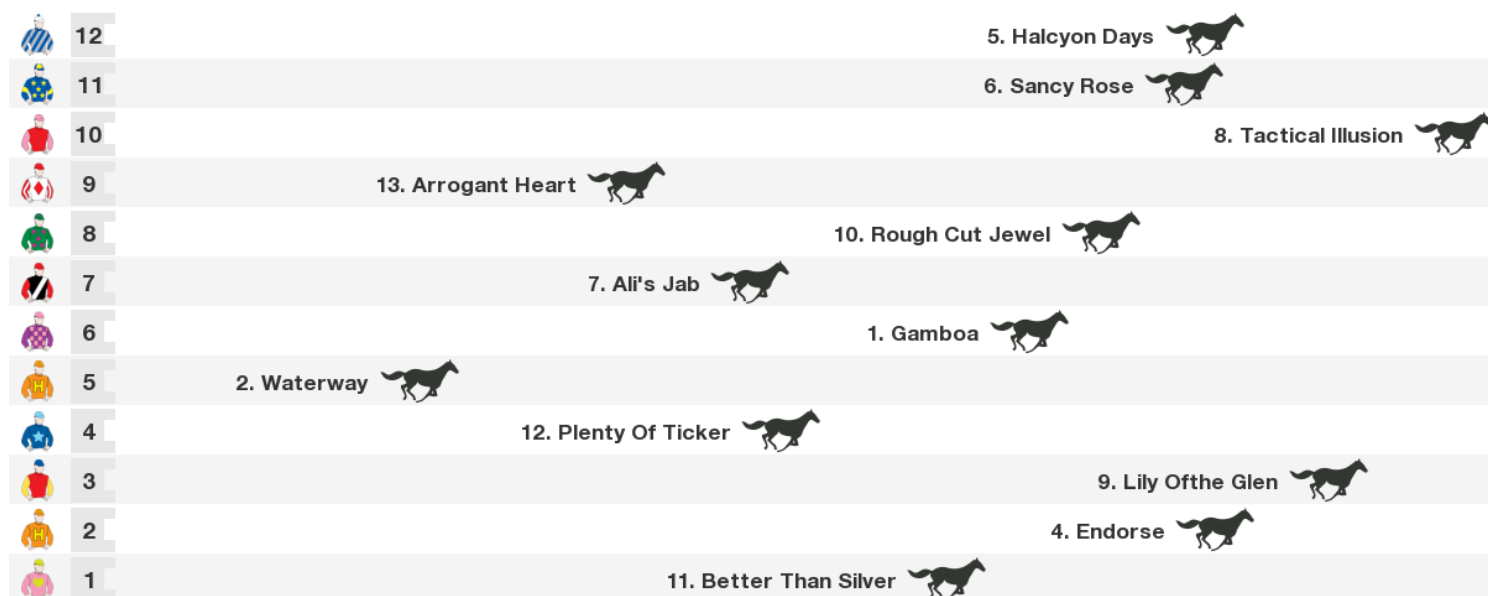 12 5. Halcyon Days
11 6. Sancy Rose
10 8. Tactical Illusion
9 13. Arrogant Heart
8 10. Rough Cut Jewel
7 7. Ali's Jab
6 1. Gamboa
H 5 2. Waterway
4 12. Plenty Of Ticker
3 9. Lily Ofthe Glen
H 2 4. Endorse
1 11. Better Than Silver